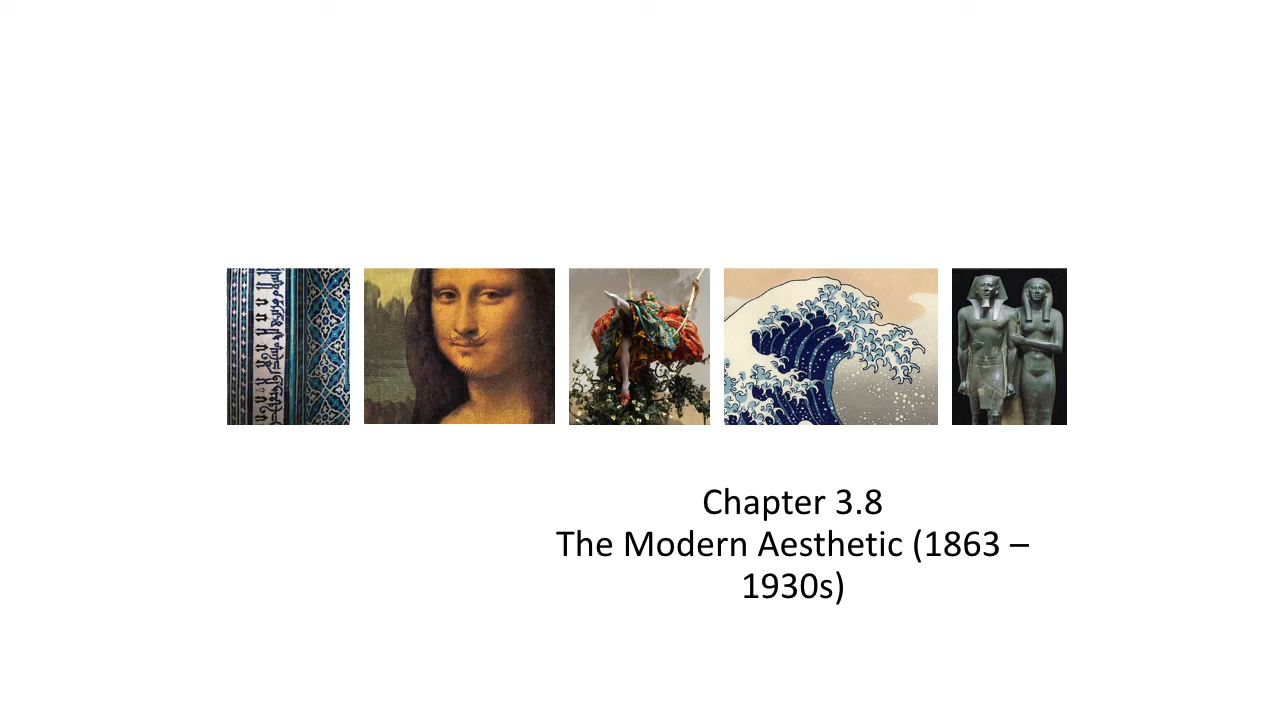 Chapter 3.8
The Modern Aesthetic (1863 –
1930s)